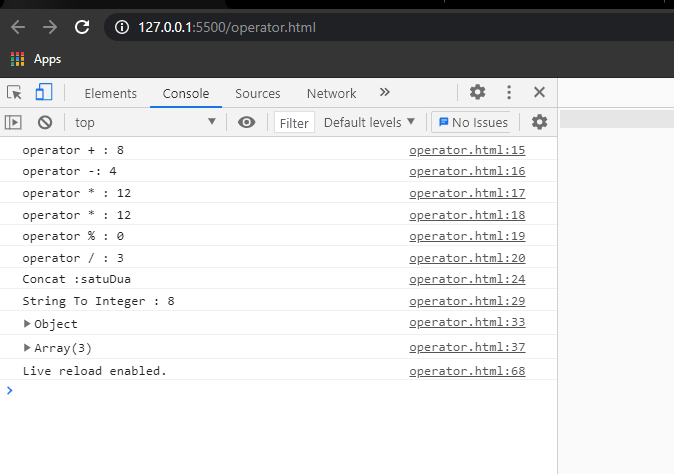 127.0.0.1:5500/operator.html
Apps
Elements Console Sources Network
top Filter Default levels No Issues
operator + : 8 operator.html:15
operator -: 4 operator.html:16
operator * : 12 operator.html:17
operator * : 12 operator.html:18
operator % : 0 operator.html:19
operator / : 3 operator.html:20
Concat :satuDua operator.html:24
String To Integer : 8 operator.html:29
Object operator.html:33
Array(3) operator.html:37
Live reload enabled. operator.html:68